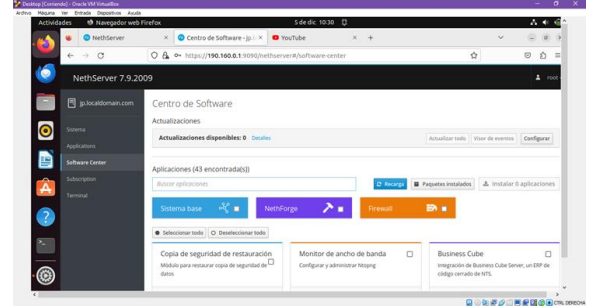 Desktop [Corriendo] - Oracle VM VirtualBox
Archivo Máquina Ver Entrada Dispositivos Ayuda
Actividades Navegador web Firefox 5 de dic 10:30
NethServer Centro de Software - jp.l YouTube
https://190.160.0.1:9090/nethserver#/software-center
NethServer 7.9.2009 root
jp.localdomain.com
Sistema
Applications
Software Center
Subscription
Terminal
Centro de Software
Actualizaciones
Actualizaciones disponibles: 0 Detalles Actualizar todo Visor de eventos Configurar
Aplicaciones (43 encontrada(s))
Buscar aplicaciones Recarga Paquetes instalados Instalar 0 aplicaciones
Sistema base NethForge Firewall
Seleccionar todo Deseleccionar todo
Copia de seguridad de restauración
Módulo para restaurar copia de seguridad de datos
Monitor de ancho de banda
Configurar y administrar Ntopng
Business Cube
Integración de Business Cube Server, un ERP de código cerrado de NTS.
CTRL DERECHA